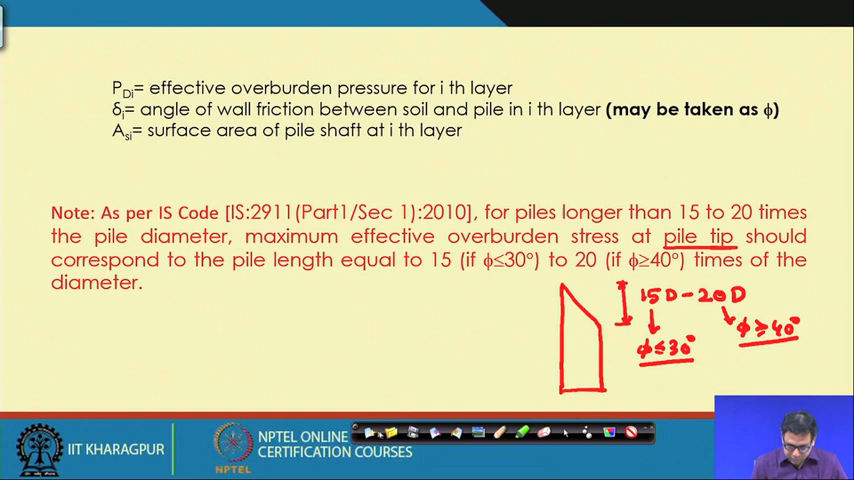 P_Di= effective overburden pressure for i th layer
δ_i= angle of wall friction between soil and pile in i th layer (may be taken as ϕ)
A_si= surface area of pile shaft at i th layer
Note: As per IS Code [IS:2911(Part1/Sec 1):2010], for piles longer than 15 to 20 times
the pile diameter, maximum effective overburden stress at pile tip should
correspond to the pile length equal to 15 (if ϕ≤30°) to 20 (if ϕ≥40°) times of the
diameter.
15D-20D
ϕ≥40°
ϕ≤30°
IIT KHARAGPUR
NPTEL
NPTEL ONLINE
CERTIFICATION COURSES